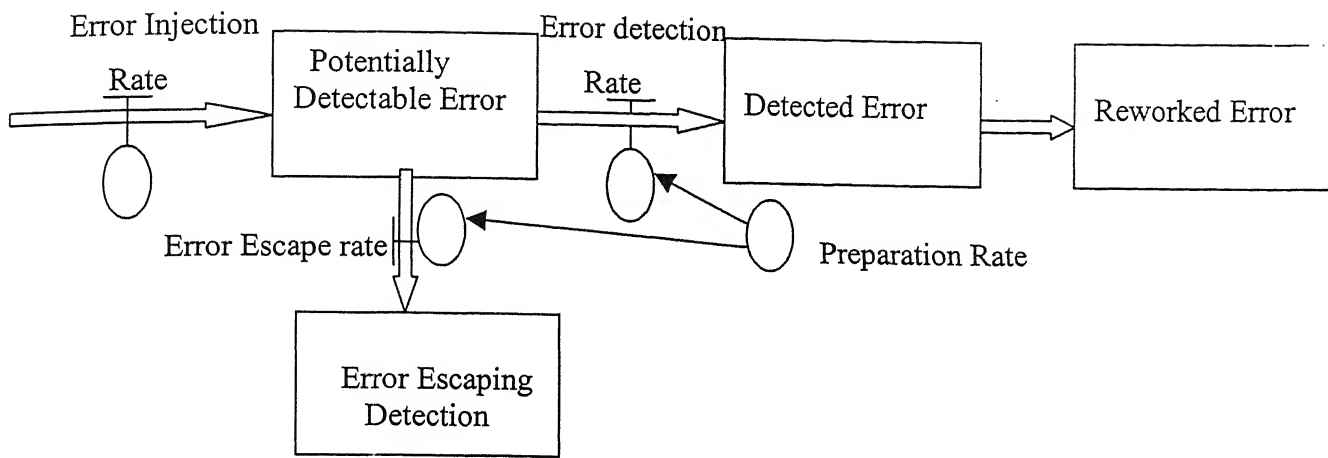 Error Injection
Rate
Potentially
Detectable Error
Error detection
Rate
Detected Error
Reworked Error
Error Escape rate
Preparation Rate
Error Escaping
Detection